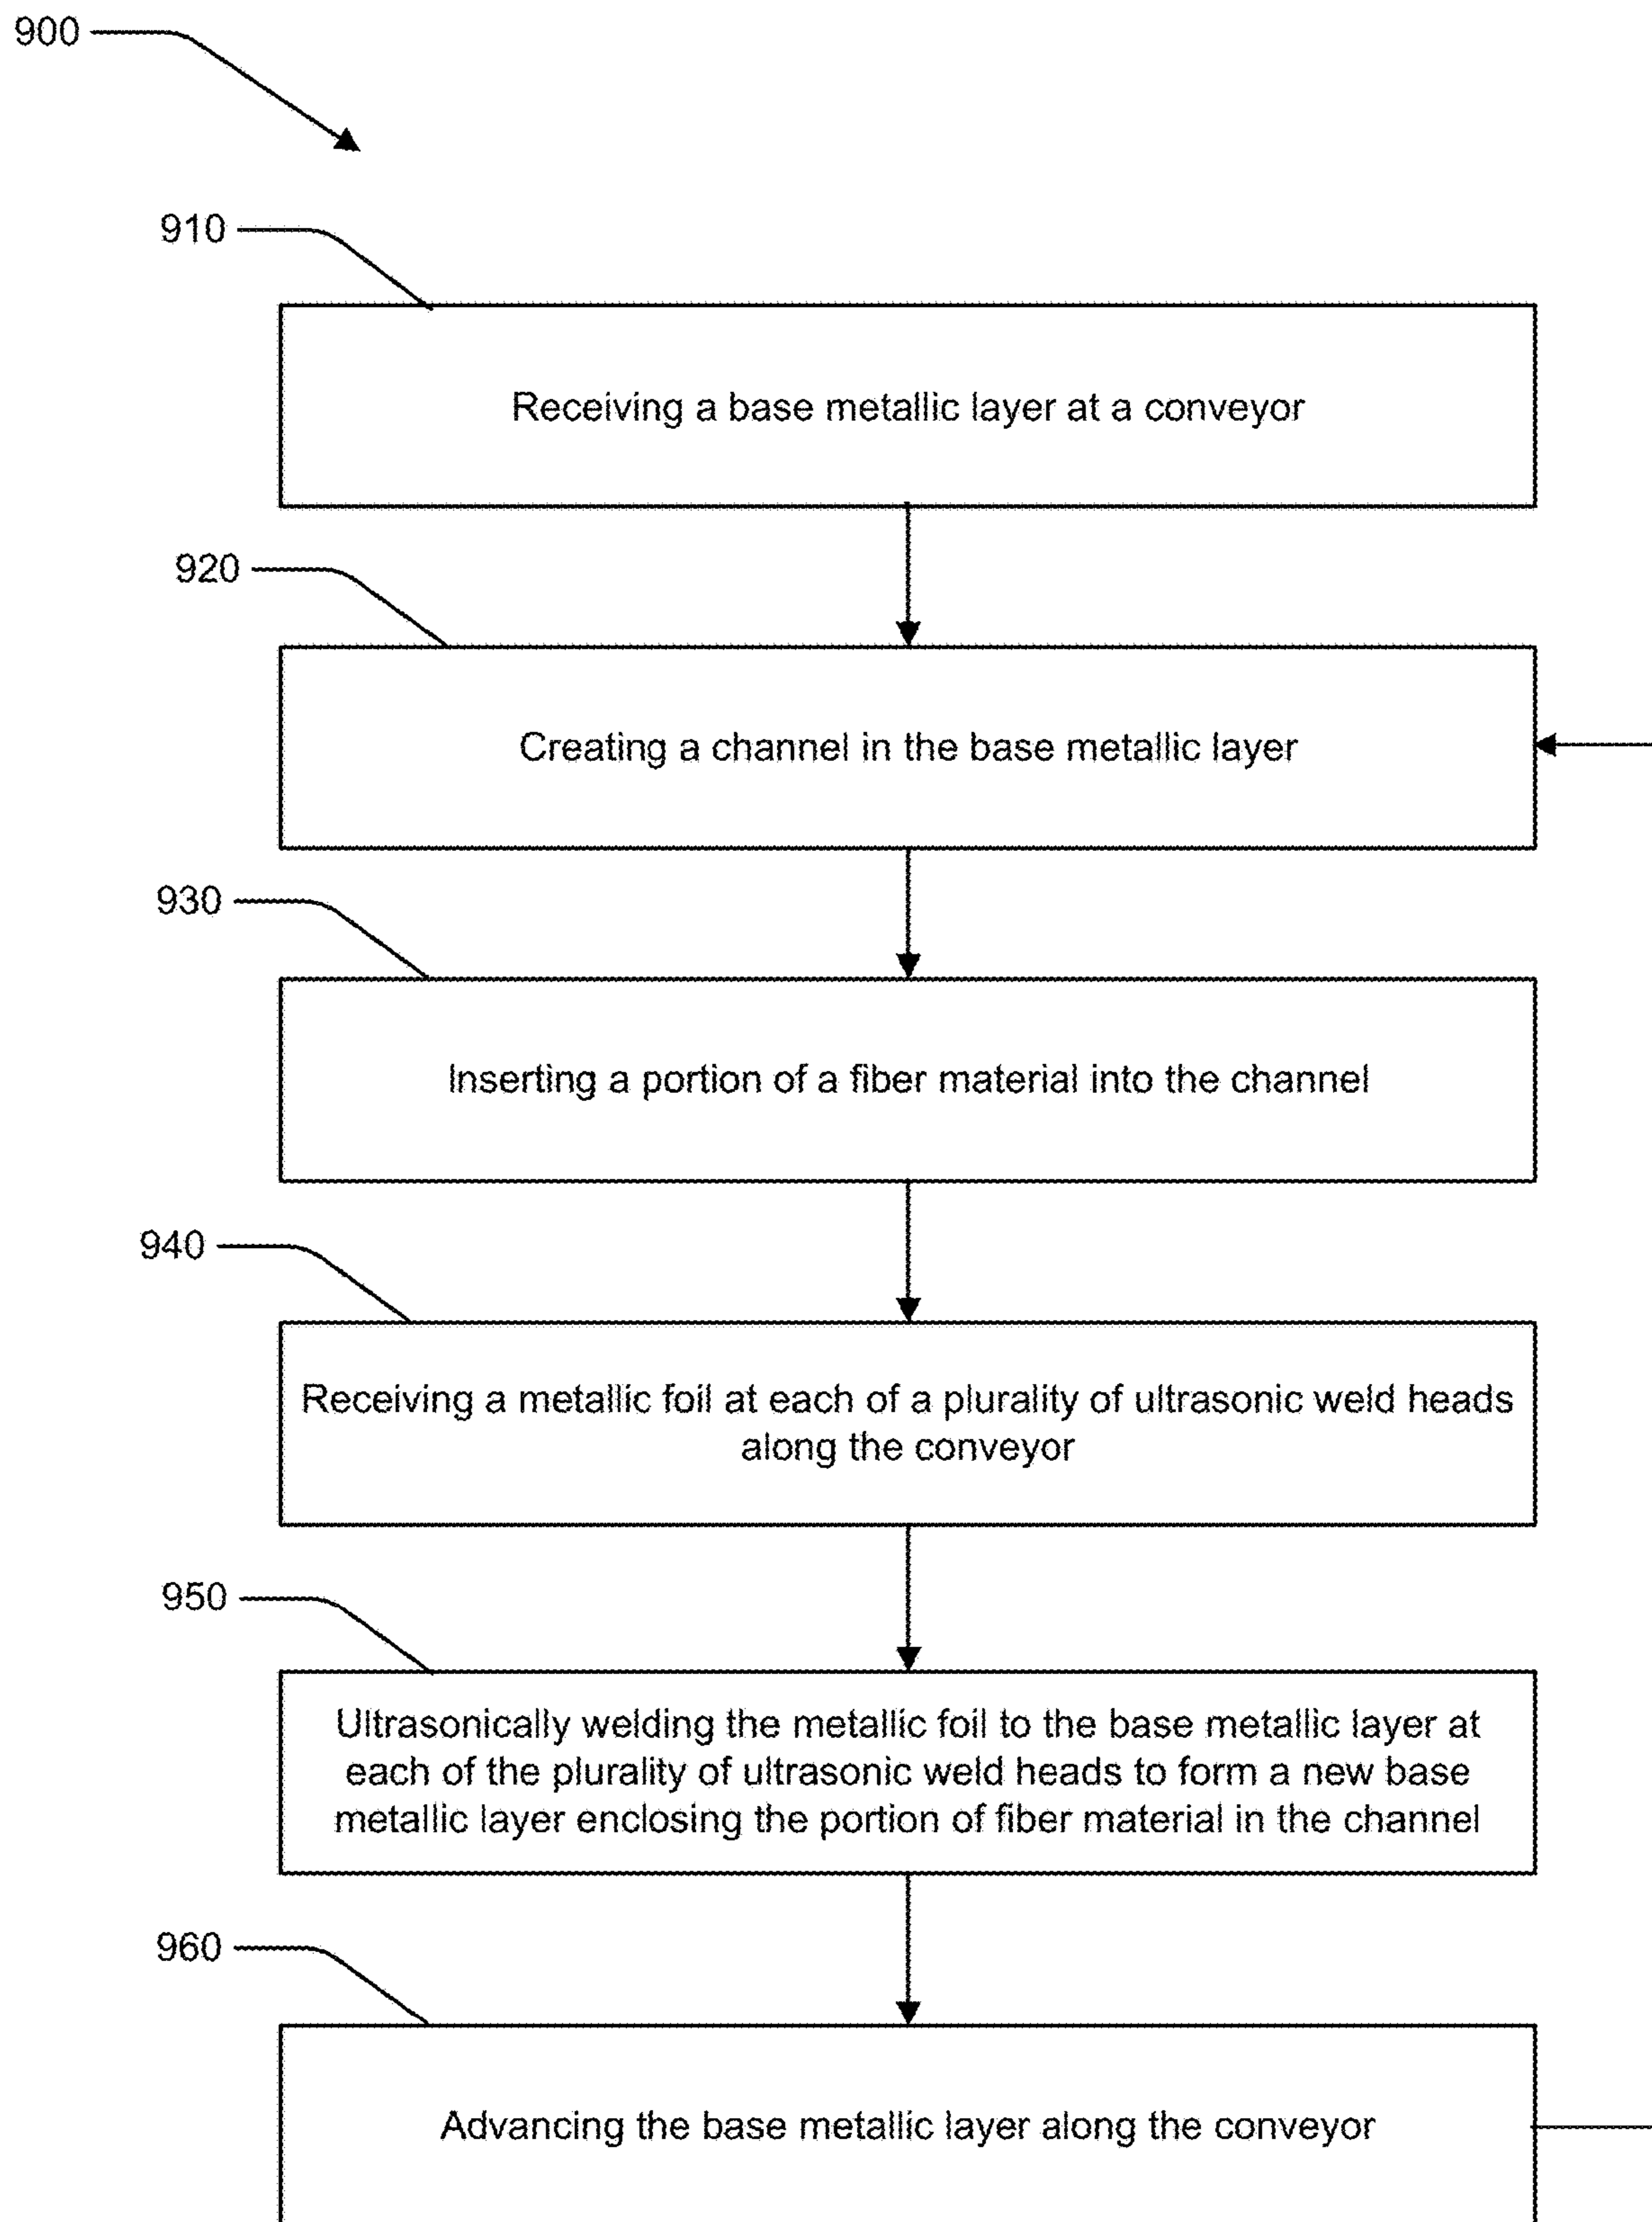 900
910
Receiving a base metallic layer at a conveyor
920
Creating a channel in the base metallic layer
930
Inserting a portion of a fiber material into the channel
940
Receiving a metallic foil at each of a plurality of ultrasonic weld heads
along the conveyor
950
Ultrasonically welding the metallic foil to the base metallic layer at
each of the plurality of ultrasonic weld heads to form a new base
metallic layer enclosing the portion of fiber material in the channel
960
Advancing the base metallic layer along the conveyor